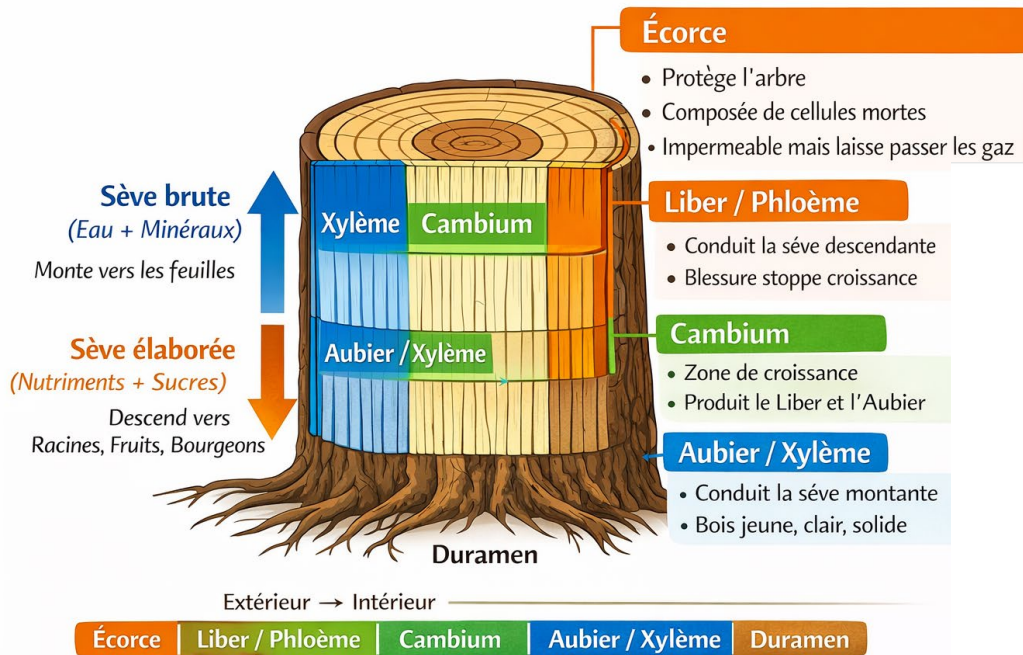 Écorce
• Protège l'arbre
• Composée de cellules mortes
• Impermeable mais laisse passer les gaz
Sève brute
(Eau + Minéraux)
Monte vers les feuilles
Xylème
Cambium
Liber / Phloème
• Conduit la séve descendante
• Blessure stoppe croissance
Sève élaborée
(Nutriments + Sucres)
Descend vers
Racines, Fruits, Bourgeons
Aubier / Xylème
Cambium
• Zone de croissance
• Produit le Liber et l'Aubier
Aubier / Xylème
• Conduit la séve montante
• Bois jeune, clair, solide
Duramen
Extérieur → Intérieur
Écorce Liber / Phloème Cambium Aubier / Xylème Duramen